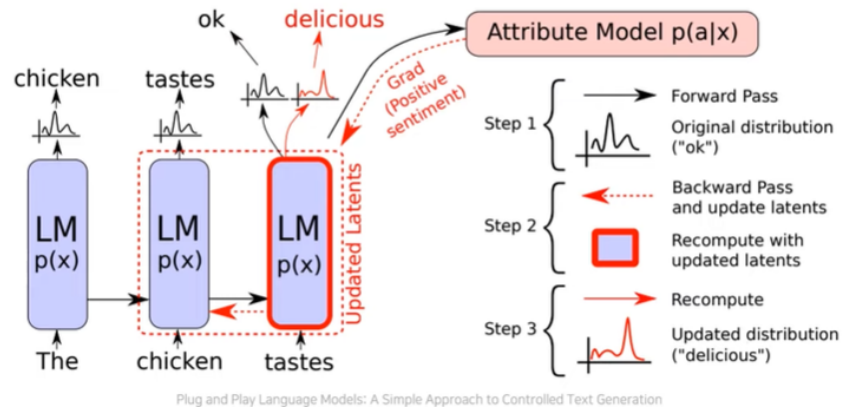 ok
delicious
Attribute Model p(a|x)
chicken
tastes
Grad
(Positive
sentiment)
Step 1
Forward Pass
Original distribution
("ok")
LM
p(x)
LM
p(x)
LM
p(x)
Updated Latents
Step 2
Backward Pass
and update latents
Recompute with
updated latents
Step 3
Recompute
Updated distribution
("delicious")
The
chicken
tastes
Plug and Play Language Models: A Simple Approach to Controlled Text Generation